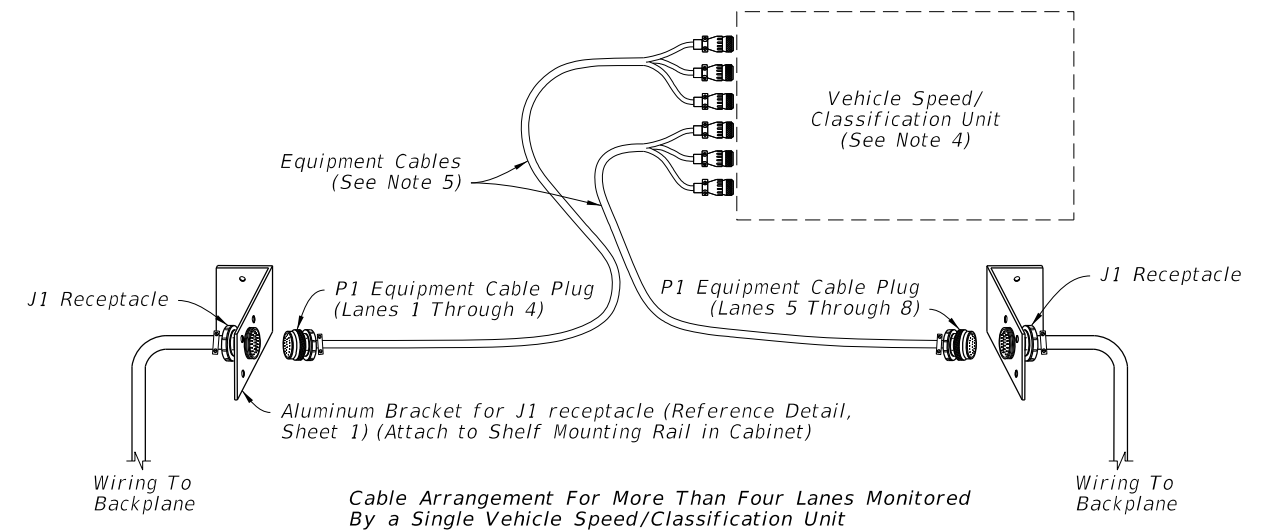 Vehicle Speed/
Classification Unit
(See Note 4)
Equipment Cables
(See Note 5)
J1 Receptacle
P1 Equipment Cable Plug
(Lanes 1 Through 4)
P1 Equipment Cable Plug
(Lanes 5 Through 8)
J1 Receptacle
Aluminum Bracket for J1 receptacle (Reference Detail,
Sheet 1) (Attach to Shelf Mounting Rail in Cabinet)
Wiring To
Backplane
Wiring To
Backplane
Cable Arrangement For More Than Four Lanes Monitored
By a Single Vehicle Speed/Classification Unit